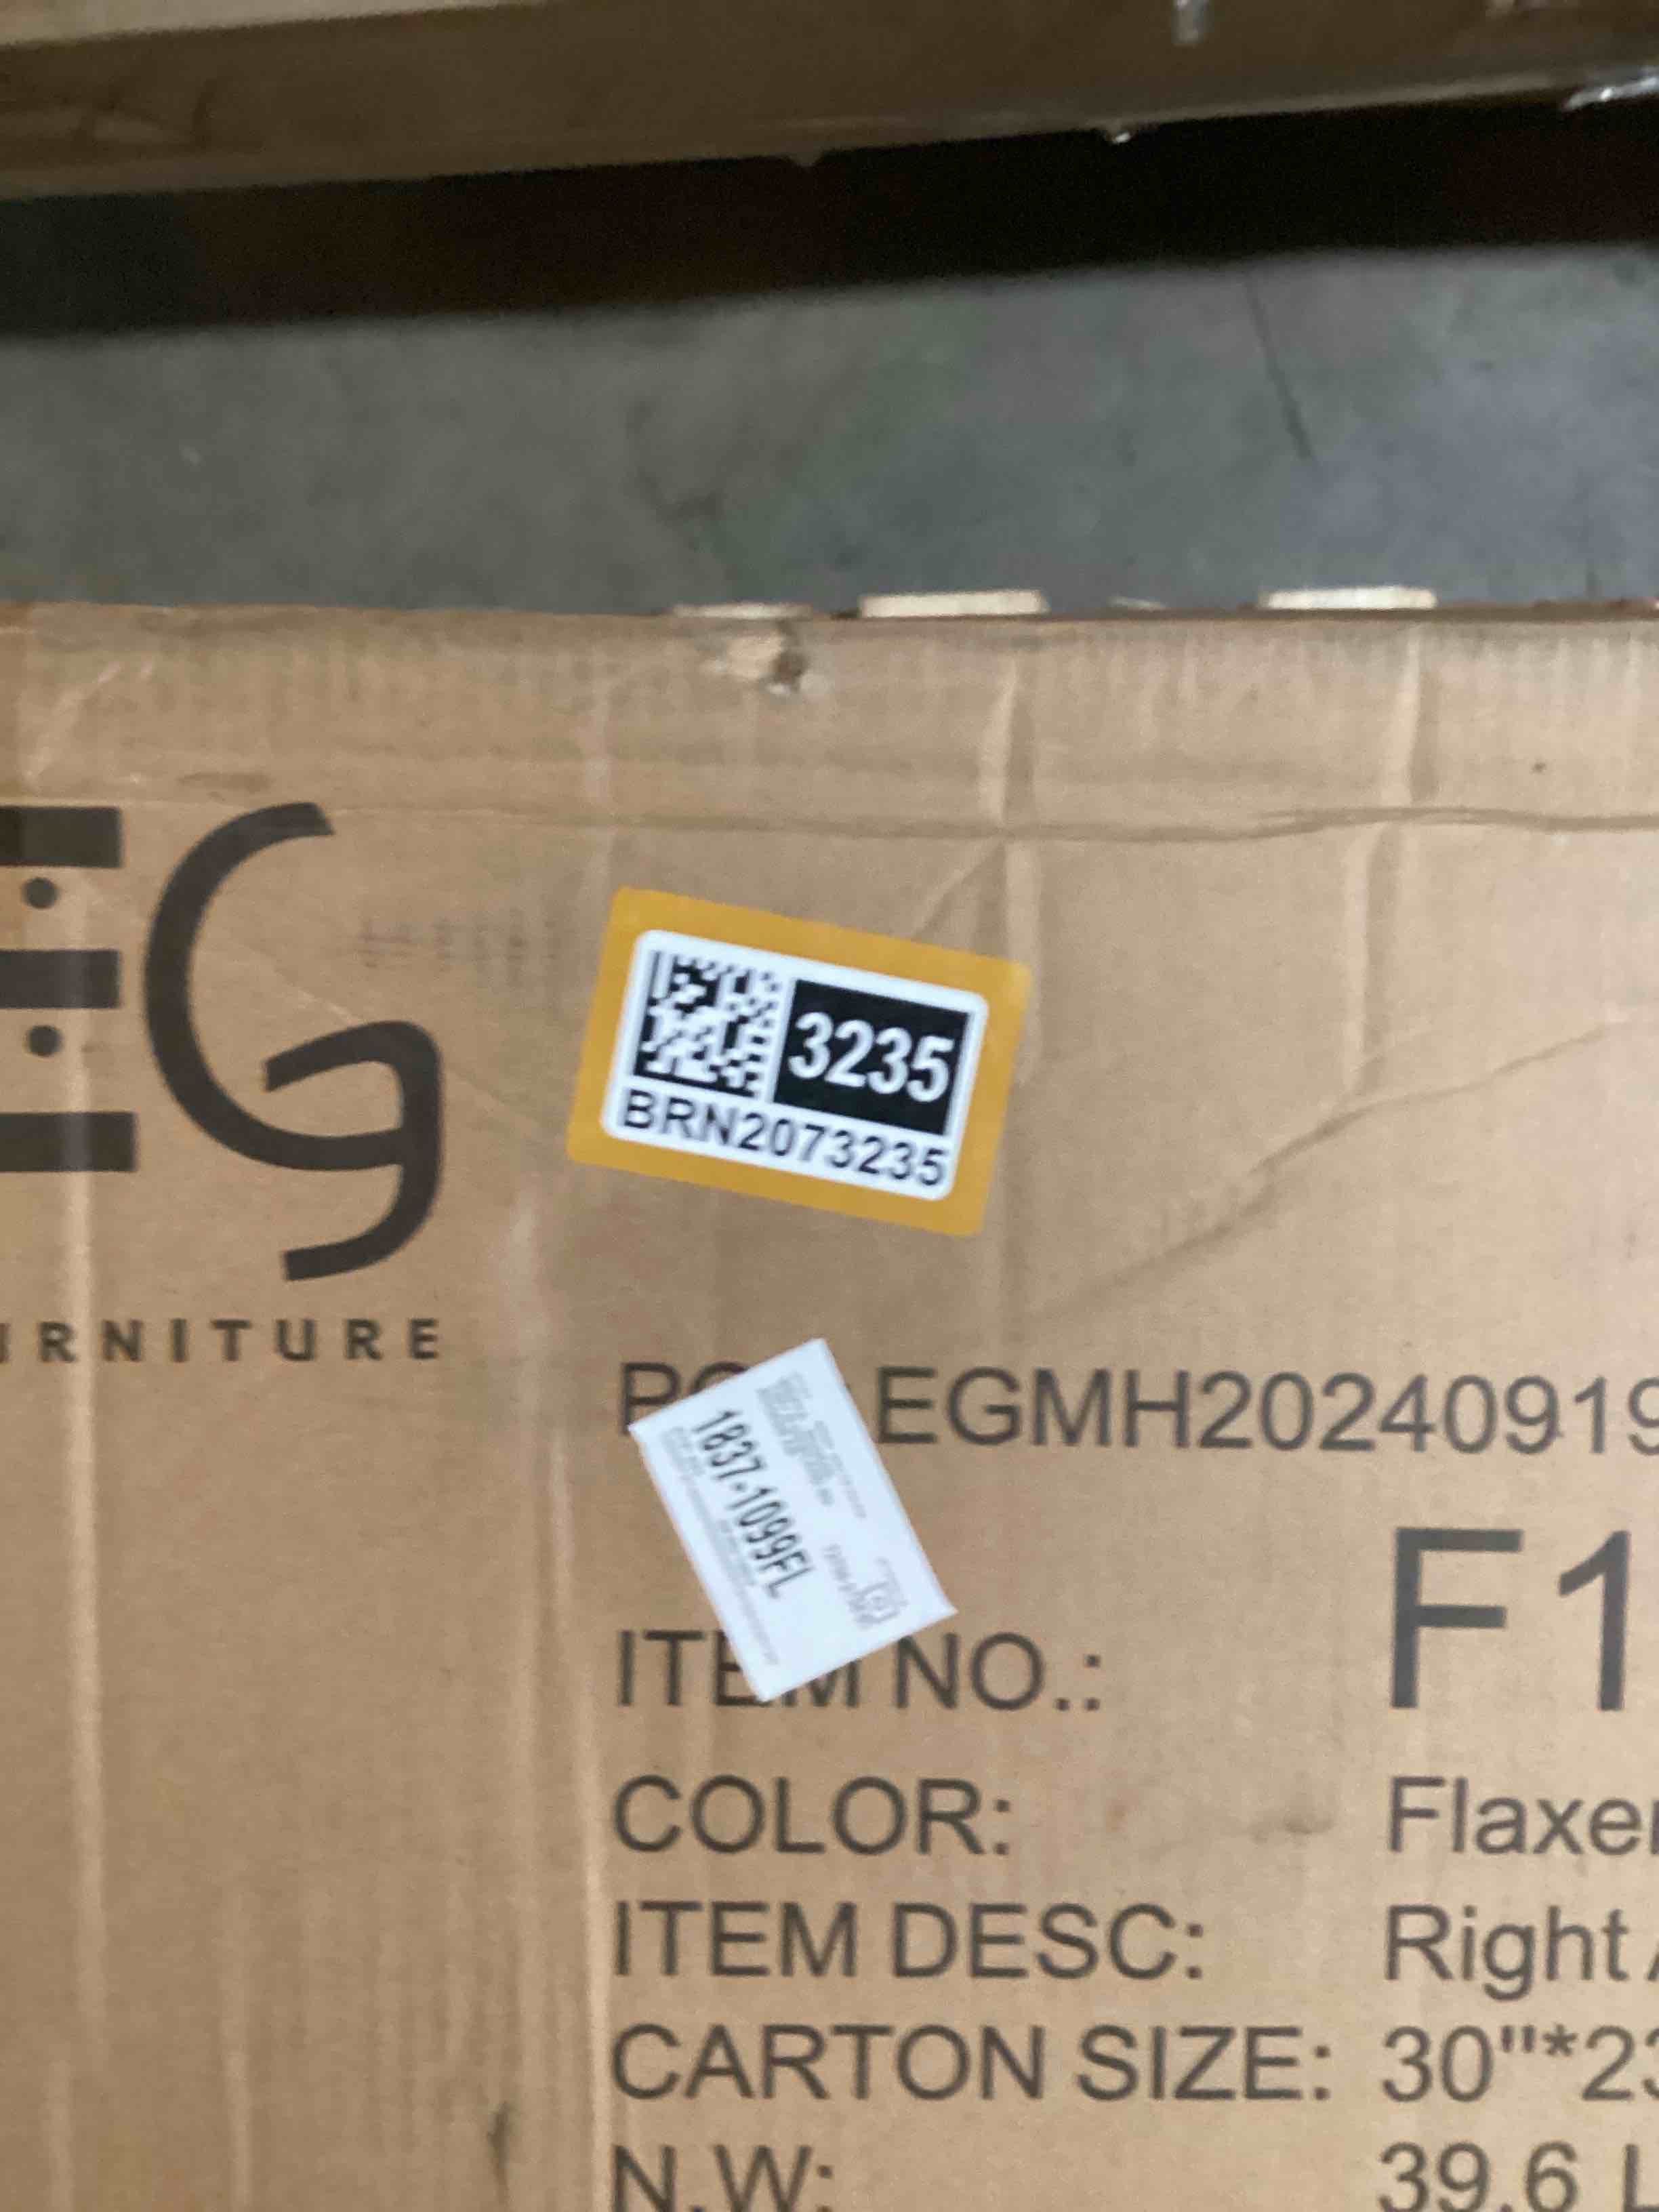 EG
FURNITURE
3235
BRN2073235
EGMH20240919
1837-1099FL
ITEM NO.: F1
COLOR: Flaxen
ITEM DESC: Right A
CARTON SIZE: 30"*23
N.W: 39.6 L